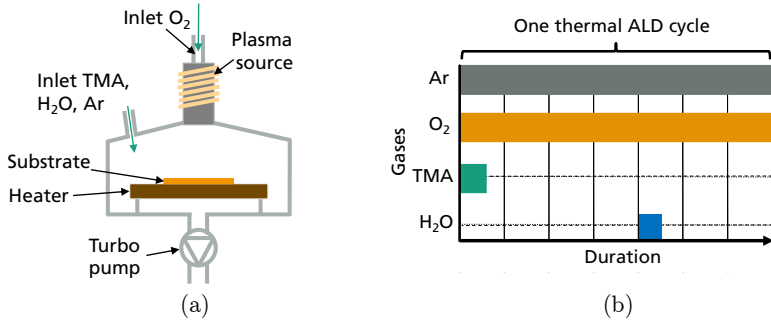 Inlet O₂
Plasma
source
Inlet TMA,
H₂O, Ar
Substrate
Heater
Turbo
pump
(a)
One thermal ALD cycle
Gases
Ar
O₂
TMA
H₂O
Duration
(b)